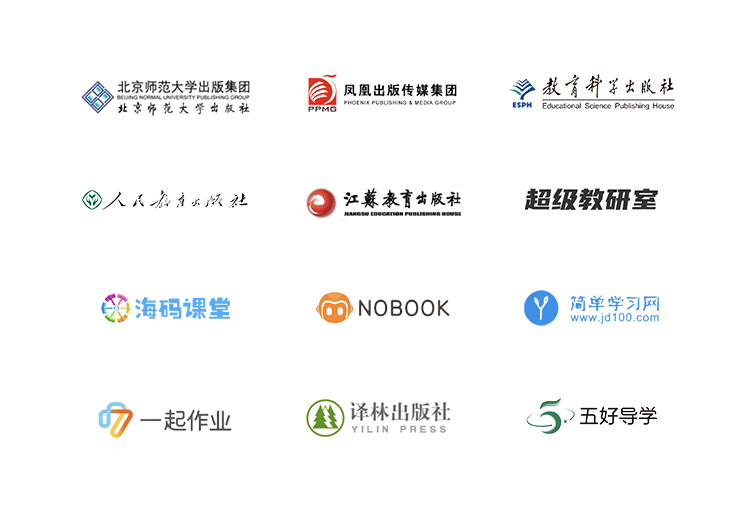 北京师范大学出版集团
BEIJING NORMAL UNIVERSITY PUBLISHING GROUP
北京师范大学出版社
凤凰出版传媒集团
PHOENIX PUBLISHING & MEDIA GROUP
PPMG
教育科学出版社
Educational Science Publishing House
ESPH
人民教育出版社
江苏教育出版社
JIANGSU EDUCATION PUBLISHING HOUSE
超级教研室
海码课堂
NOBOOK
简单学习网
www.jd100.com
一起作业
译林出版社
YILIN PRESS
五好导学